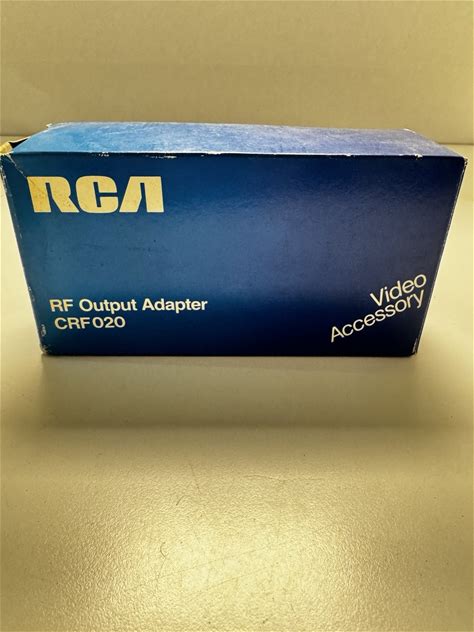 RCA
RF Output Adapter
CRF020
Video
Accessory